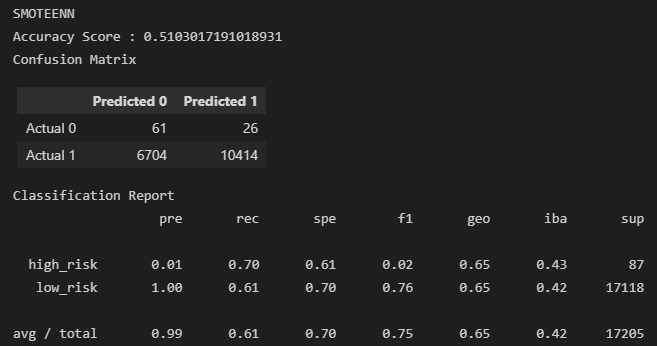 SMOTEENN
Accuracy Score : 0.5103017191018931
Confusion Matrix
Predicted 0 Predicted 1
Actual 0 61 26
Actual 1 6704 10414
Classification Report
pre rec spe f1 geo iba sup
high_risk 0.01 0.70 0.61 0.02 0.65 0.43 87
low_risk 1.00 0.61 0.70 0.76 0.65 0.42 17118
avg / total 0.99 0.61 0.70 0.75 0.65 0.42 17205